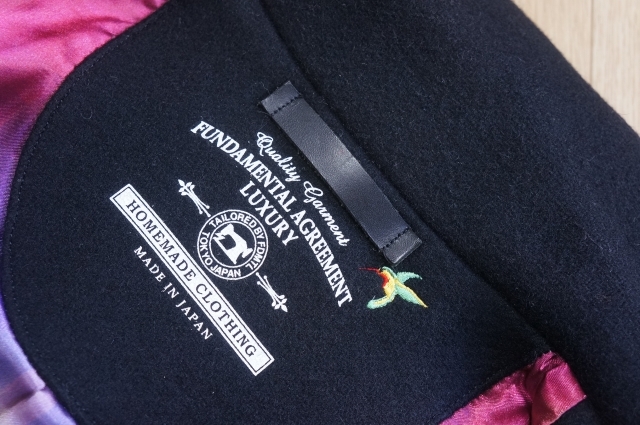 Quality Garment
FUNDAMENTAL AGREEMENT
LUXURY
TAILORED BY FDMTL
TOKYO JAPAN
HOMEMADE CLOTHING
MADE IN JAPAN